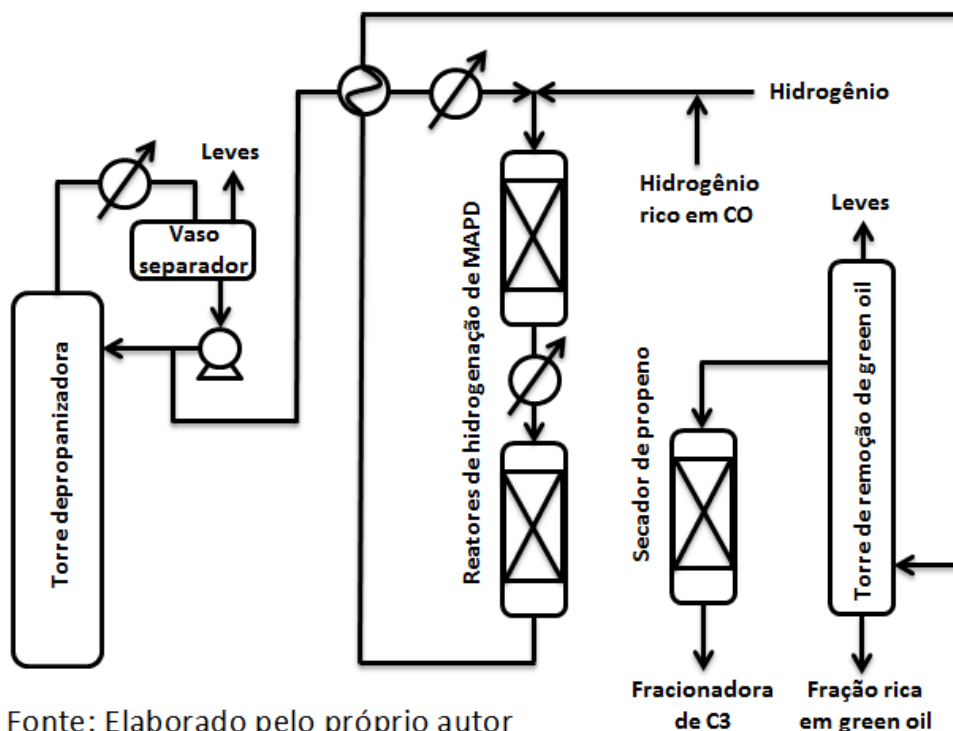 Leves
Vaso
separador
Torre depropanizadora
Hidrogênio
Hidrogênio
rico em CO
Reatores de hidrogenação de MAPD
Leves
Torre de remoção de green oil
Secador de propeno
Fracionadora
de C3
Fração rica
em green oil
Fonte: Elaborado pelo próprio autor